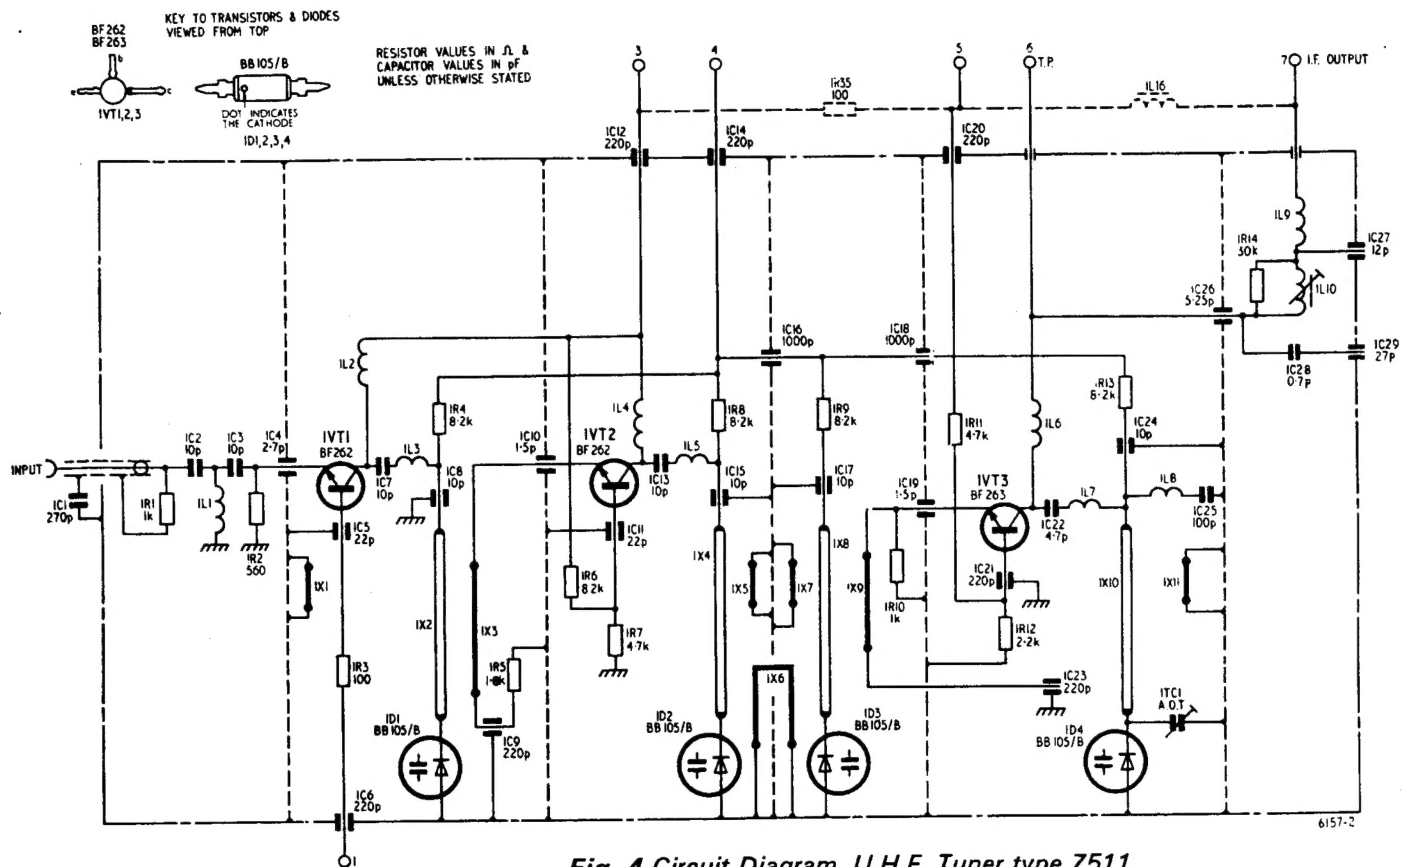 KEY TO TRANSISTORS & DIODES
VIEWED FROM TOP
BF262
BF263
b
e
c
1VT1,2,3
BB105/B
DOT INDICATES
THE CATHODE
1D1,2,3,4
RESISTOR VALUES IN Ω &
CAPACITOR VALUES IN pF
UNLESS OTHERWISE STATED
3
4
5
6
T.P.
7
I.F. OUTPUT
1R35
100
1L16
1C12
220p
1C14
220p
1C20
220p
1L9
1R14
30k
1C27
12p
1L10
1C26
5·25p
1C29
27p
1C28
0·7p
1C16
1000p
1C18
1000p
1L2
1R4
8·2k
1L4
1R8
8·2k
1R9
8·2k
1R11
4·7k
1L6
1R13
8·2k
1C24
10p
INPUT
1C1
270p
1R1
1k
1C2
10p
1C3
10p
1L1
1R2
560
1C4
2·7p
1VT1
BF262
1C7
10p
1L3
1C8
10p
1C5
22p
1C10
1·5p
1VT2
BF262
1C13
10p
1L5
1C15
10p
1C17
10p
1C11
22p
1C19
1·5p
1VT3
BF263
1C22
4·7p
1L7
1L8
1C25
100p
1C21
220p
1X1
1X2
1X3
1R6
8·2k
1R7
4·7k
1X4
1X5
1X7
1X8
1X9
1R10
1k
1R12
2·2k
1X10
1X11
1R3
100
1R5
1X6
1C23
220p
1TC1
A.O.T.
1D1
BB105/B
1C9
220p
1D2
BB105/B
1D3
BB105/B
1D4
BB105/B
1C6
220p
1
6157-2
Fig. 4 Circuit Diagram, U.H.F. Tuner type Z511